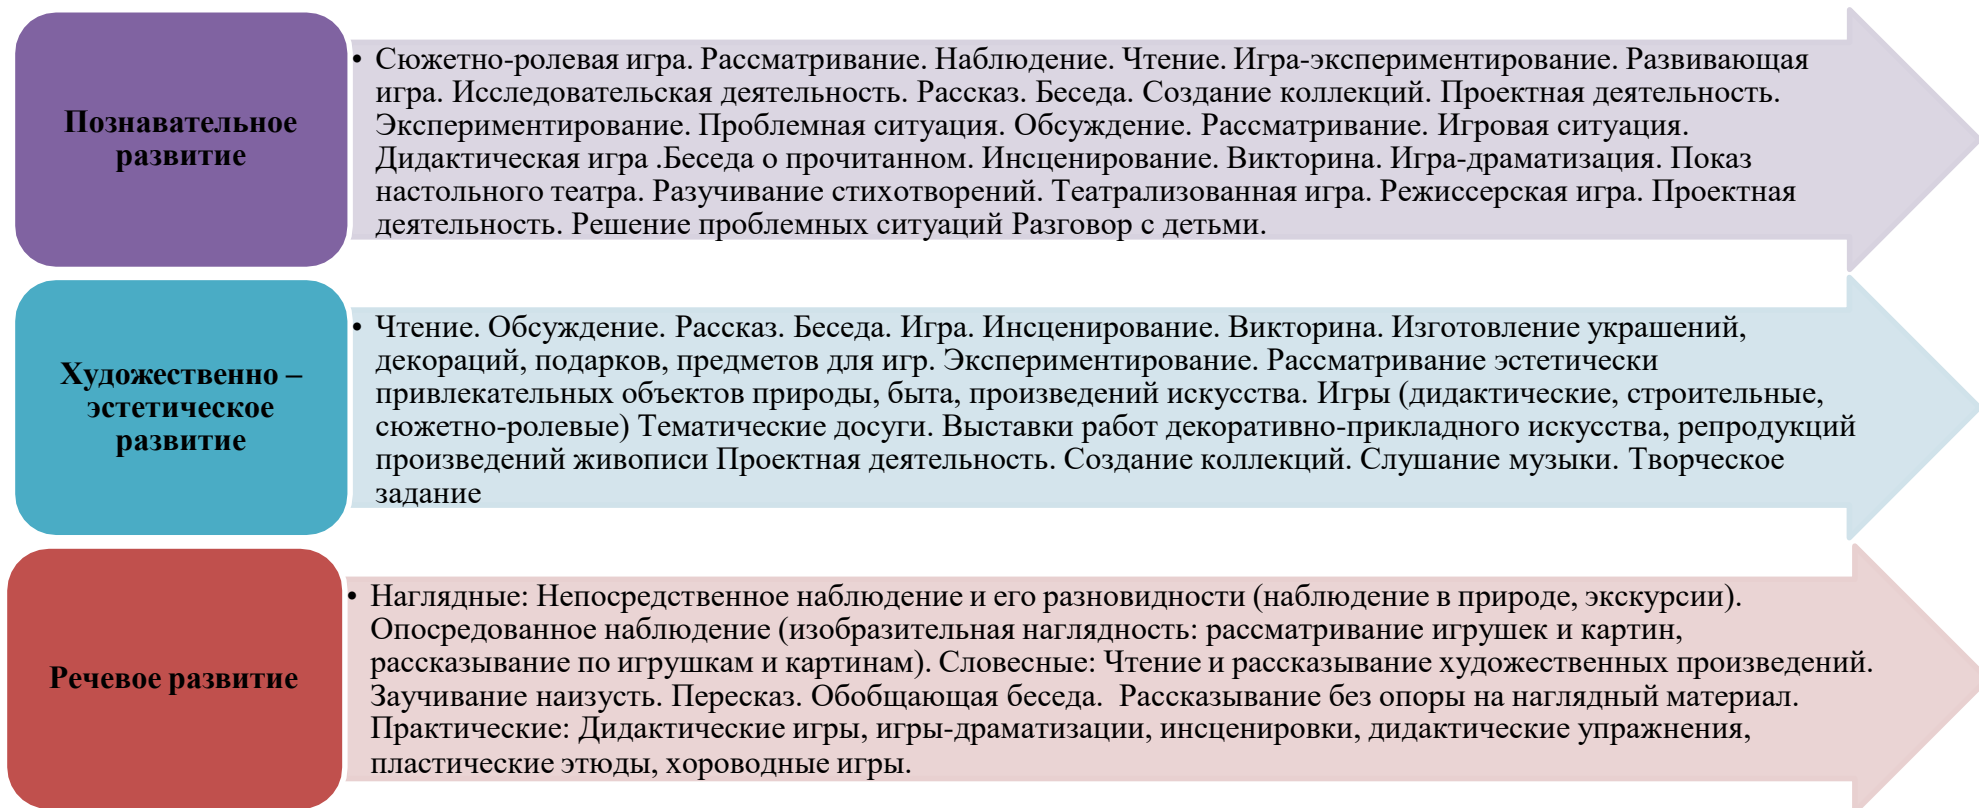 Познавательное
развитие
• Сюжетно-ролевая игра. Рассматривание. Наблюдение. Чтение. Игра-экспериментирование. Развивающая
игра. Исследовательская деятельность. Рассказ. Беседа. Создание коллекций. Проектная деятельность.
Экспериментирование. Проблемная ситуация. Обсуждение. Рассматривание. Игровая ситуация.
Дидактическая игра .Беседа о прочитанном. Инсценирование. Викторина. Игра-драматизация. Показ
настольного театра. Разучивание стихотворений. Театрализованная игра. Режиссерская игра. Проектная
деятельность. Решение проблемных ситуаций Разговор с детьми.
Художественно –
эстетическое
развитие
• Чтение. Обсуждение. Рассказ. Беседа. Игра. Инсценирование. Викторина. Изготовление украшений,
декораций, подарков, предметов для игр. Экспериментирование. Рассматривание эстетически
привлекательных объектов природы, быта, произведений искусства. Игры (дидактические, строительные,
сюжетно-ролевые) Тематические досуги. Выставки работ декоративно-прикладного искусства, репродукций
произведений живописи Проектная деятельность. Создание коллекций. Слушание музыки. Творческое
задание
Речевое развитие
• Наглядные: Непосредственное наблюдение и его разновидности (наблюдение в природе, экскурсии).
Опосредованное наблюдение (изобразительная наглядность: рассматривание игрушек и картин,
рассказывание по игрушкам и картинам). Словесные: Чтение и рассказывание художественных произведений.
Заучивание наизусть. Пересказ. Обобщающая беседа.  Рассказывание без опоры на наглядный материал.
Практические: Дидактические игры, игры-драматизации, инсценировки, дидактические упражнения,
пластические этюды, хороводные игры.